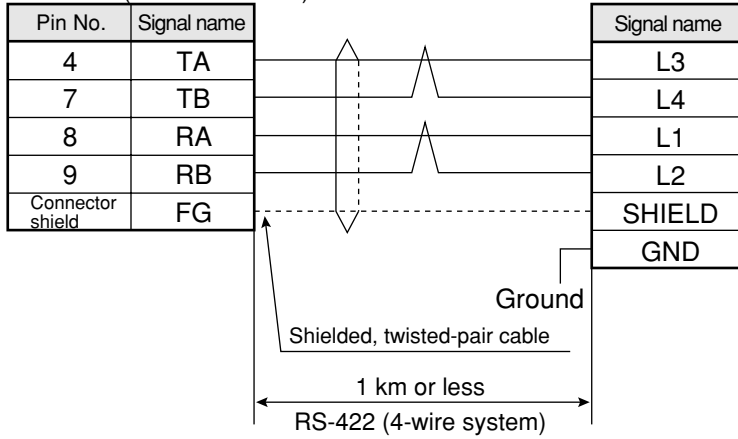 Pin No. Signal name Signal name
4 TA L3
7 TB L4
8 RA L1
9 RB L2
Connector
shield FG SHIELD
GND
Ground
Shielded, twisted-pair cable
1 km or less
RS-422 (4-wire system)